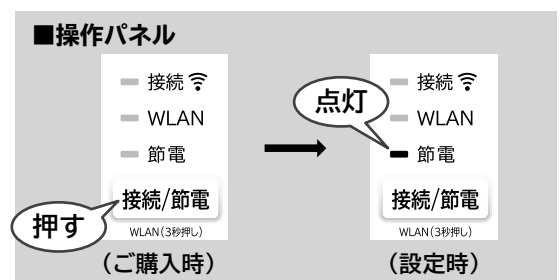 ■操作パネル
接続
WLAN
節電
接続/節電
WLAN(3秒押し)
押す
(ご購入時)
点灯
接続
WLAN
節電
接続/節電
WLAN(3秒押し)
(設定時)